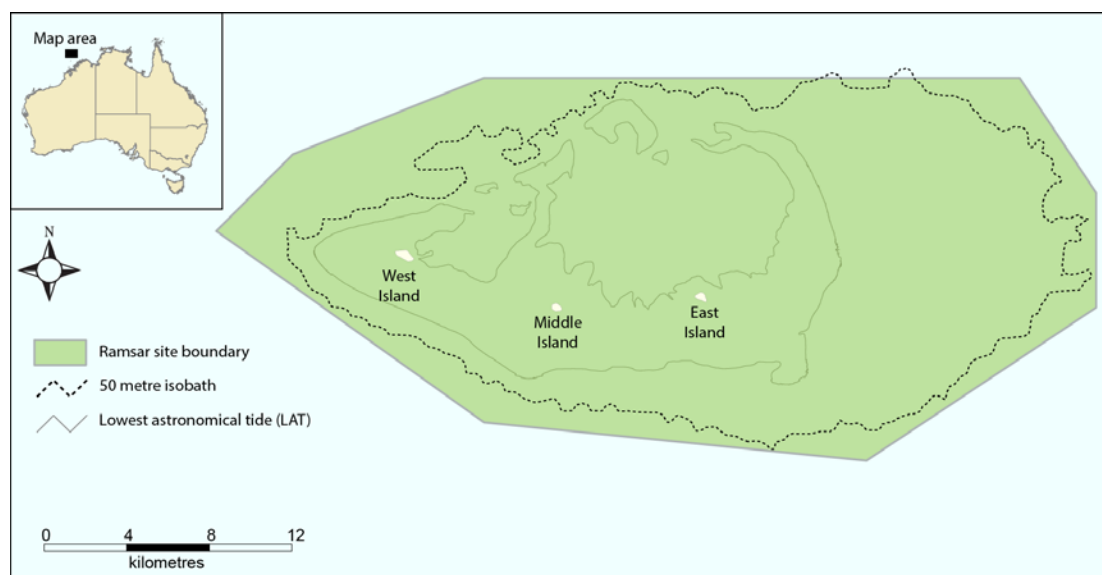 Map area
N
West
Island
Middle
Island
East
Island
Ramsar site boundary
50 metre isobath
Lowest astronomical tide (LAT)
0 4 8 12
kilometres